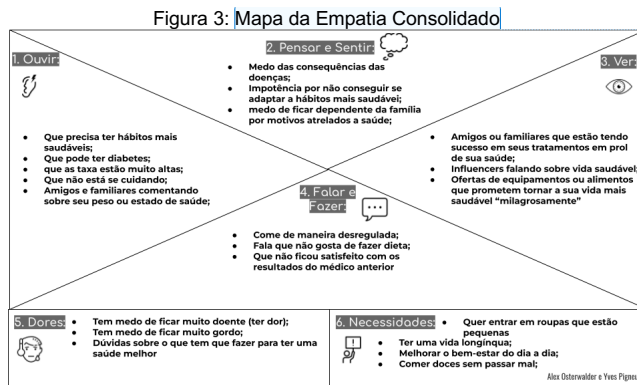 Figura 3: Mapa da Empatia Consolidado
1. Ouvir:
2. Pensar e Sentir:
3. Ver:
● Medo das consequências das
doenças;
● Impotência por não conseguir se
adaptar a hábitos mais saudávei;
● medo de ficar dependente da família
por motivos atrelados a saúde;
● Que precisa ter hábitos mais
saudáveis;
● Que pode ter diabetes;
● que as taxa estão muito altas;
● Que não está se cuidando;
● Amigos e familiares comentando
sobre seu peso ou estado de saúde;
● Amigos ou familiares que estão tendo
sucesso em seus tratamentos em prol
de sua saúde;
● Influencers falando sobre vida saudável;
● Ofertas de equipamentos ou alimentos
que prometem tornar a sua vida mais
saudável “milagrosamente”
4. Falar e
Fazer:
● Come de maneira desregulada;
● Fala que não gosta de fazer dieta;
● Que não ficou satisfeito com os
resultados do médico anterior
5. Dores:
● Tem medo de ficar muito doente (ter dor);
● Tem medo de ficar muito gordo;
● Dúvidas sobre o que tem que fazer para ter uma
saúde melhor
6. Necessidades:
● Quer entrar em roupas que estão
pequenas
● Ter uma vida longínqua;
● Melhorar o bem-estar do dia a dia;
● Comer doces sem passar mal;
Alex Osterwalder e Yves Pigneu